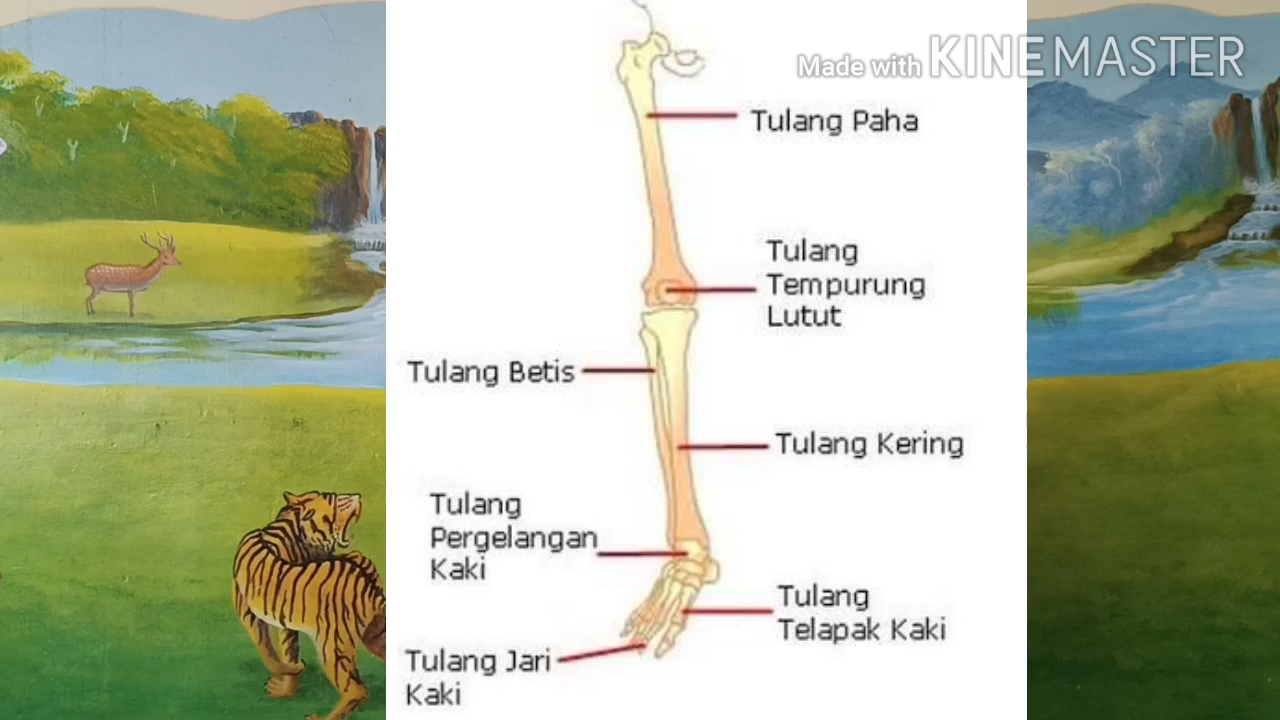 Made with KINEMASTER
Tulang Paha
Tulang
Tempurung
Lutut
Tulang Betis
Tulang Kering
Tulang
Pergelangan
Kaki
Tulang
Telapak Kaki
Tulang Jari
Kaki